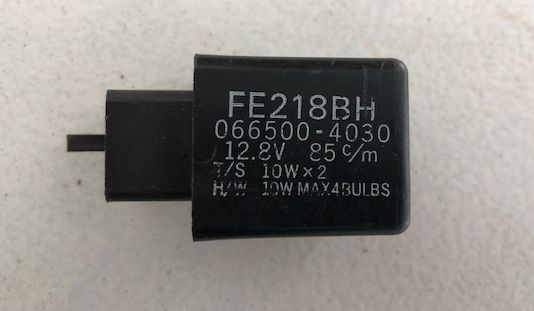 FE218BH
066500-4030
12.8V 85c/m
T/S 10W×2
H/W 10W MAX4BULBS